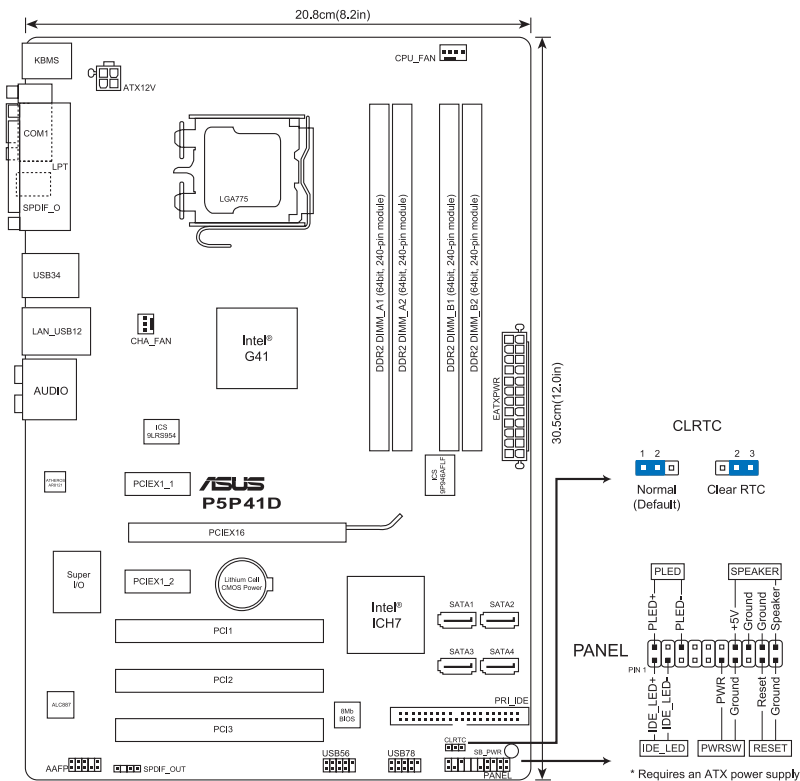 20.8cm(8.2in)
KBMS
ATX12V
CPU_FAN
COM1
LPT
SPDIF_O
LGA775
DDR2 DIMM_A1 (64bit, 240-pin module)
DDR2 DIMM_A2 (64bit, 240-pin module)
DDR2 DIMM_B1 (64bit, 240-pin module)
DDR2 DIMM_B2 (64bit, 240-pin module)
USB34
LAN_USB12
CHA_FAN
Intel®
G41
EATXPWR
30.5cm(12.0in)
AUDIO
ICS
9LRS954
ICS
9P946AFLF
ATHEROS
AR8121
PCIEX1_1
ASUS
P5P41D
PCIEX16
Super
I/O
PCIEX1_2
Lithium Cell
CMOS Power
Intel®
ICH7
SATA1
SATA2
SATA3
SATA4
PCI1
PCI2
PCI3
ALC887
8Mb
BIOS
PRI_IDE
CLRTC
SB_PWR
AAFP
SPDIF_OUT
USB56
USB78
PANEL
CLRTC
1 2
2 3
Normal
(Default)
Clear RTC
PLED
SPEAKER
PLED+
PLED-
+5V
Ground
Ground
Speaker
PANEL
PIN 1
IDE_LED+
IDE_LED-
PWR
Ground
Reset
Ground
IDE_LED
PWRSW
RESET
* Requires an ATX power supply